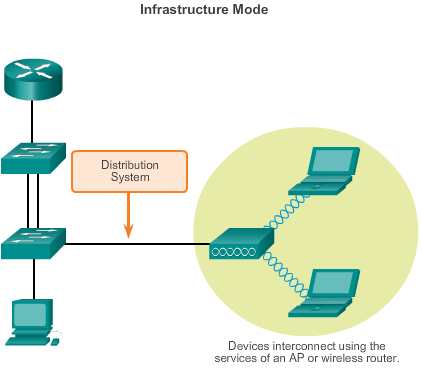 Infrastructure Mode
Distribution
System
Devices interconnect using the
services of an AP or wireless router.